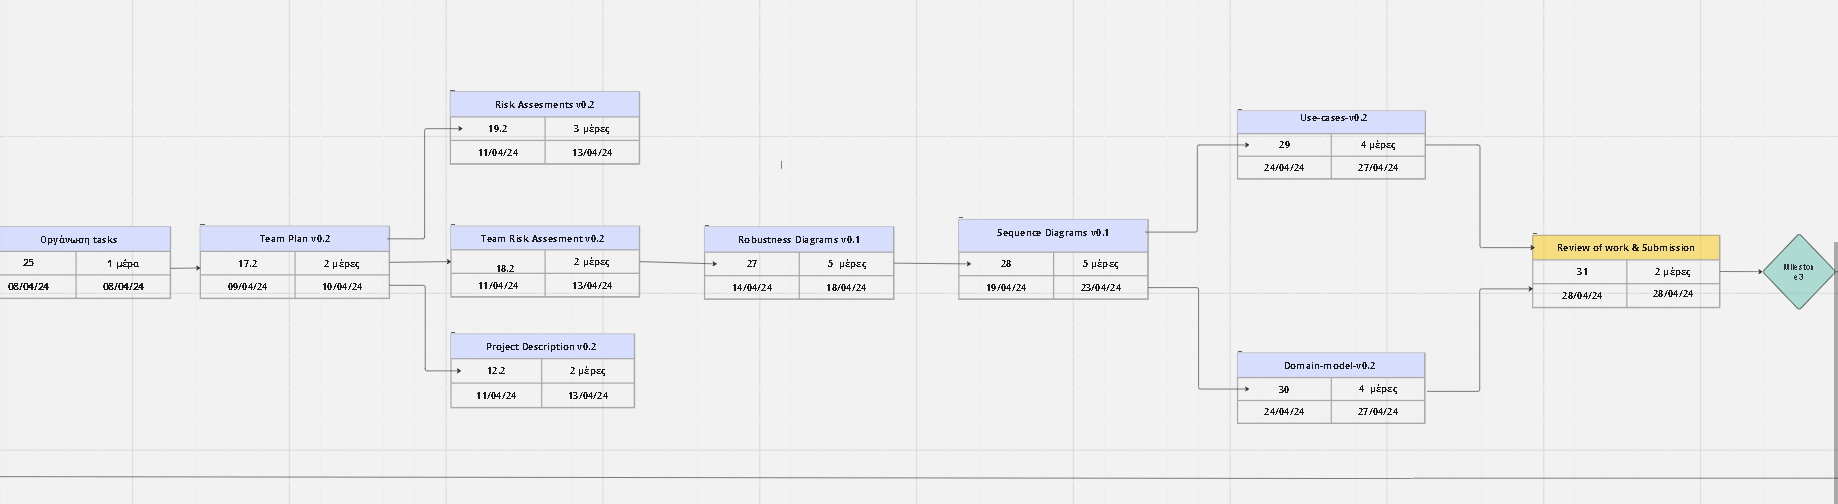 Οργάνωση tasks
25 1 μέρα
08/04/24 08/04/24
Team Plan v0.2
17.2 2 μέρες
09/04/24 10/04/24
Risk Assesments v0.2
19.2 3 μέρες
11/04/24 13/04/24
Team Risk Assesment v0.2
18.2 2 μέρες
11/04/24 13/04/24
Project Description v0.2
12.2 2 μέρες
11/04/24 13/04/24
Robustness Diagrams v0.1
27 5 μέρες
14/04/24 18/04/24
Sequence Diagrams v0.1
28 5 μέρες
19/04/24 23/04/24
Use-cases-v0.2
29 4 μέρες
24/04/24 27/04/24
Domain-model-v0.2
30 4 μέρες
24/04/24 27/04/24
Review of work & Submission
31 2 μέρες
28/04/24 28/04/24
Mileston
e 3